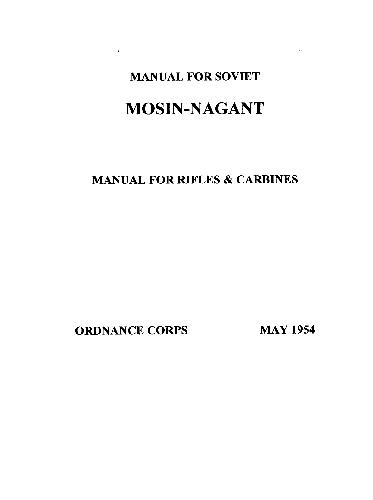 MANUAL FOR SOVIET
MOSIN-NAGANT
MANUAL FOR RIFLES & CARBINES
ORDNANCE CORPS MAY 1954